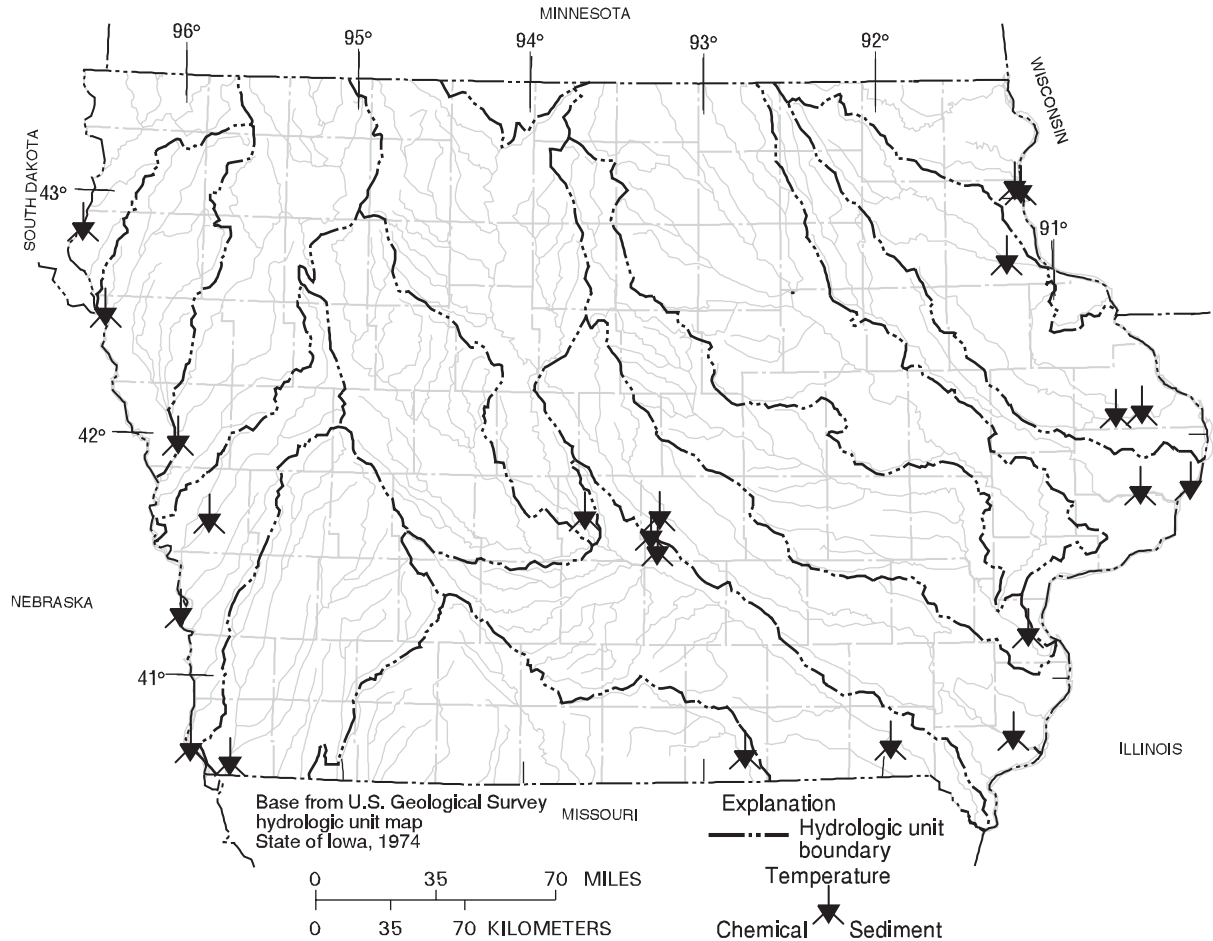 MINNESOTA
96°
95°
94°
93°
92°
WISCONSIN
SOUTH DAKOTA
43°
91°
42°
NEBRASKA
41°
ILLINOIS
Base from U.S. Geological Survey
hydrologic unit map
State of Iowa, 1974
MISSOURI
Explanation
Hydrologic unit
boundary
Temperature
Chemical
Sediment
0 35 70 MILES
0 35 70 KILOMETERS